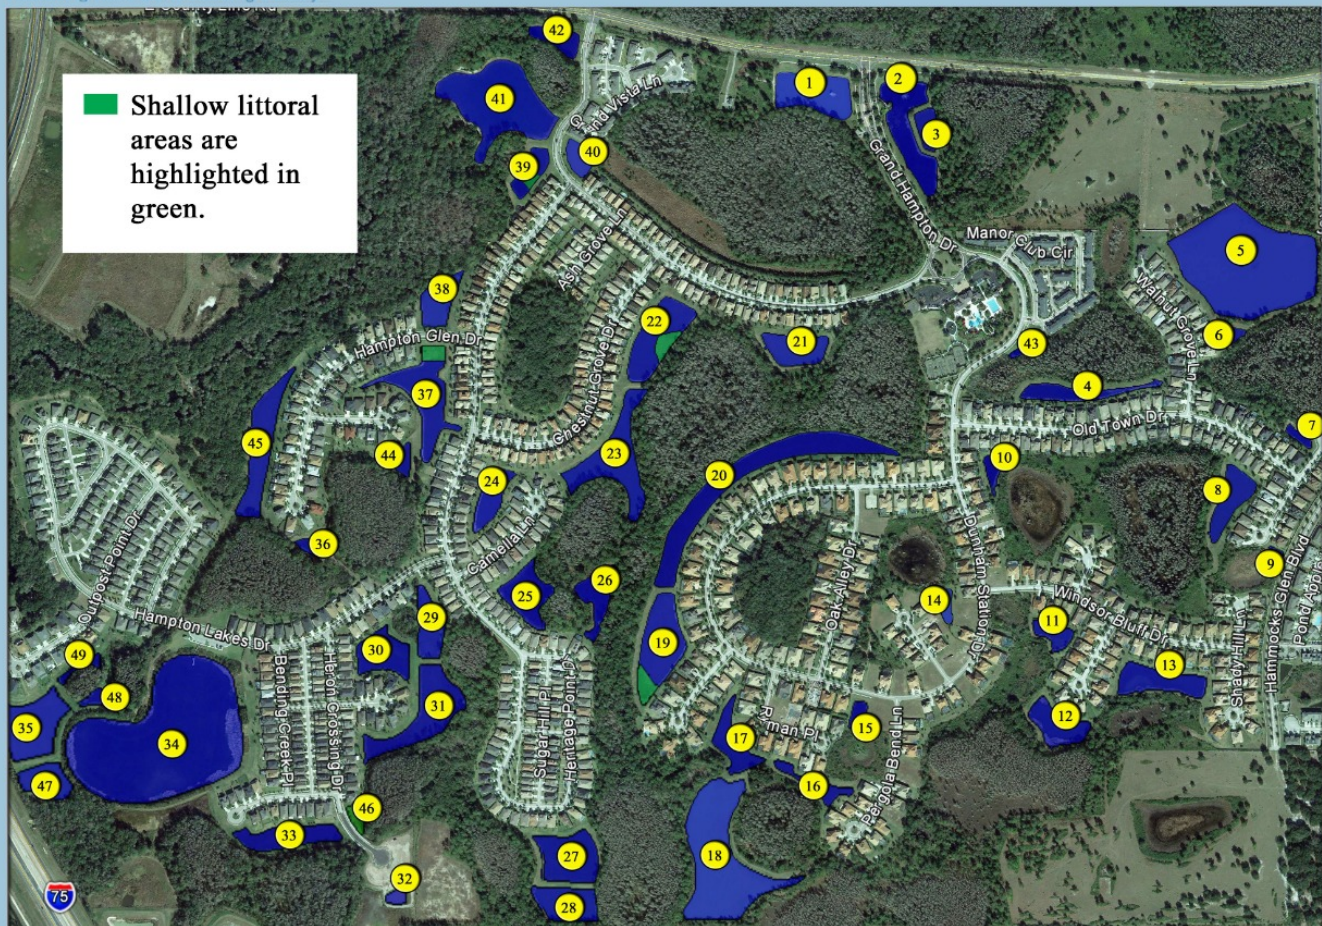 Shallow littoral
areas are
highlighted in
green.
42
41
1
2
3
40
39
Grand Vista Ln
Grand Hampton Dr
Ash Grove Ln
Manor Club Cir
5
38
22
21
43
6
Walnut Grove Ln
Hampton Glen Dr
37
4
Chestnut Grove Dr
Old Town Dr
7
45
44
23
20
10
8
24
36
Camella Ln
Outpost Point Dr
Oak Alley Dr
Dunham Station Dr
9
26
25
14
29
Windsor Bluff Dr
Hampton Lakes Dr
11
30
49
19
13
48
31
35
34
Bending Creek Pl
Heron Crossing Dr
Sugar Hill Pl
Heritage Point Dr
17
Ryman Pl
15
12
Shady Hill Ln
Hammocks Glen Blvd
47
16
Pergola Bend Ln
46
33
27
18
32
28
75